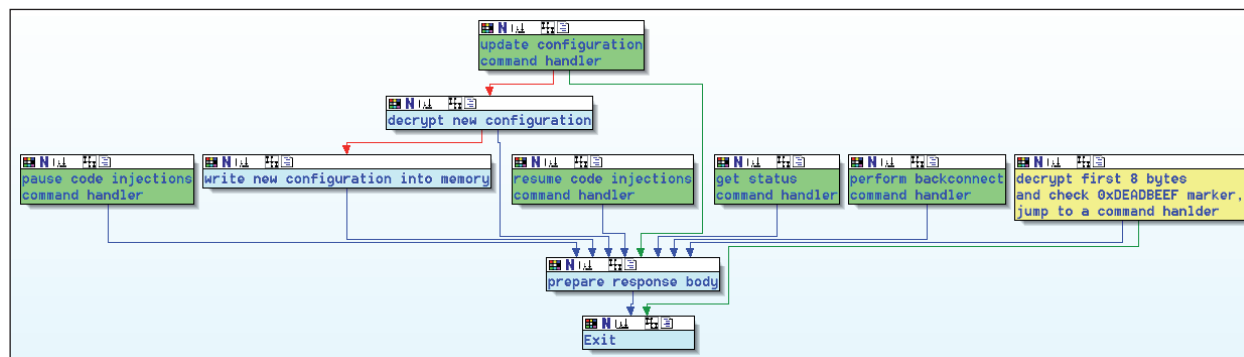 update configuration
command handler
decrypt new configuration
pause code injections
command handler
write new configuration into memory
resume code injections
command handler
get status
command handler
perform backconnect
command handler
decrypt first 8 bytes
and check 0xDEADBEEF marker,
jump to a command hanlder
prepare response body
Exit